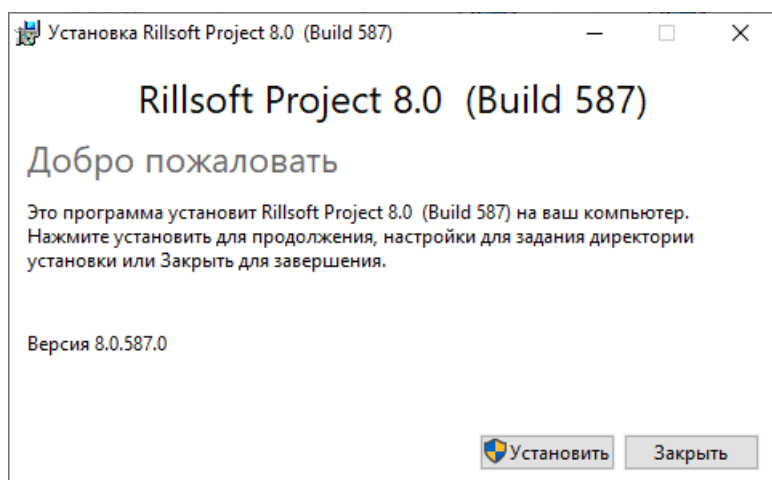 Установка Rillsoft Project 8.0 (Build 587)
Rillsoft Project 8.0 (Build 587)
Добро пожаловать
Это программа установит Rillsoft Project 8.0 (Build 587) на ваш компьютер.
Нажмите установить для продолжения, настройки для задания директории
установки или Закрыть для завершения.
Версия 8.0.587.0
Установить Закрыть